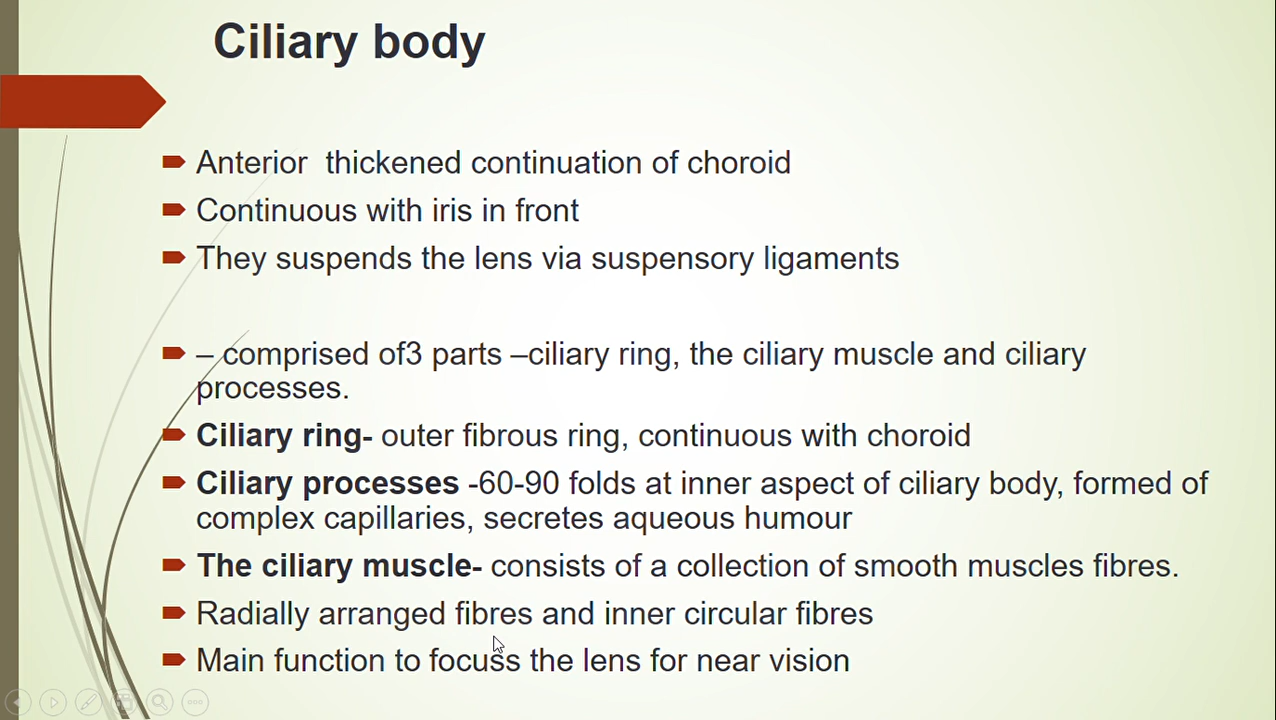 Ciliary body
Anterior  thickened continuation of choroid
Continuous with iris in front
They suspends the lens via suspensory ligaments
– comprised of3 parts –ciliary ring, the ciliary muscle and ciliary
processes.
Ciliary ring- outer fibrous ring, continuous with choroid
Ciliary processes -60-90 folds at inner aspect of ciliary body, formed of
complex capillaries, secretes aqueous humour
The ciliary muscle- consists of a collection of smooth muscles fibres.
Radially arranged fibres and inner circular fibres
Main function to focuss the lens for near vision